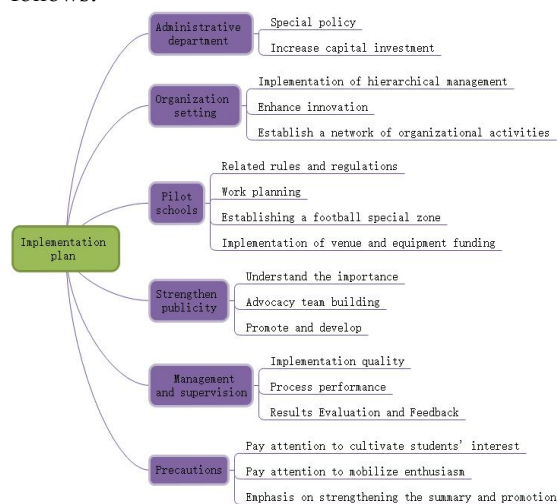 follows:
Administrative
department
Special policy
Increase capital investment
Organization
setting
Implementation of hierarchical management
Enhance innovation
Establish a network of organizational activities
Pilot
schools
Related rules and regulations
Work planning
Establishing a football special zone
Implementation of venue and equipment funding
Implementation
plan
Strengthen
publicity
Understand the importance
Advocacy team building
Promote and develop
Management
and supervision
Implementation quality
Process performance
Results Evaluation and Feedback
Precautions
Pay attention to cultivate students' interest
Pay attention to mobilize enthusiasm
Emphasis on strengthening the summary and promotion